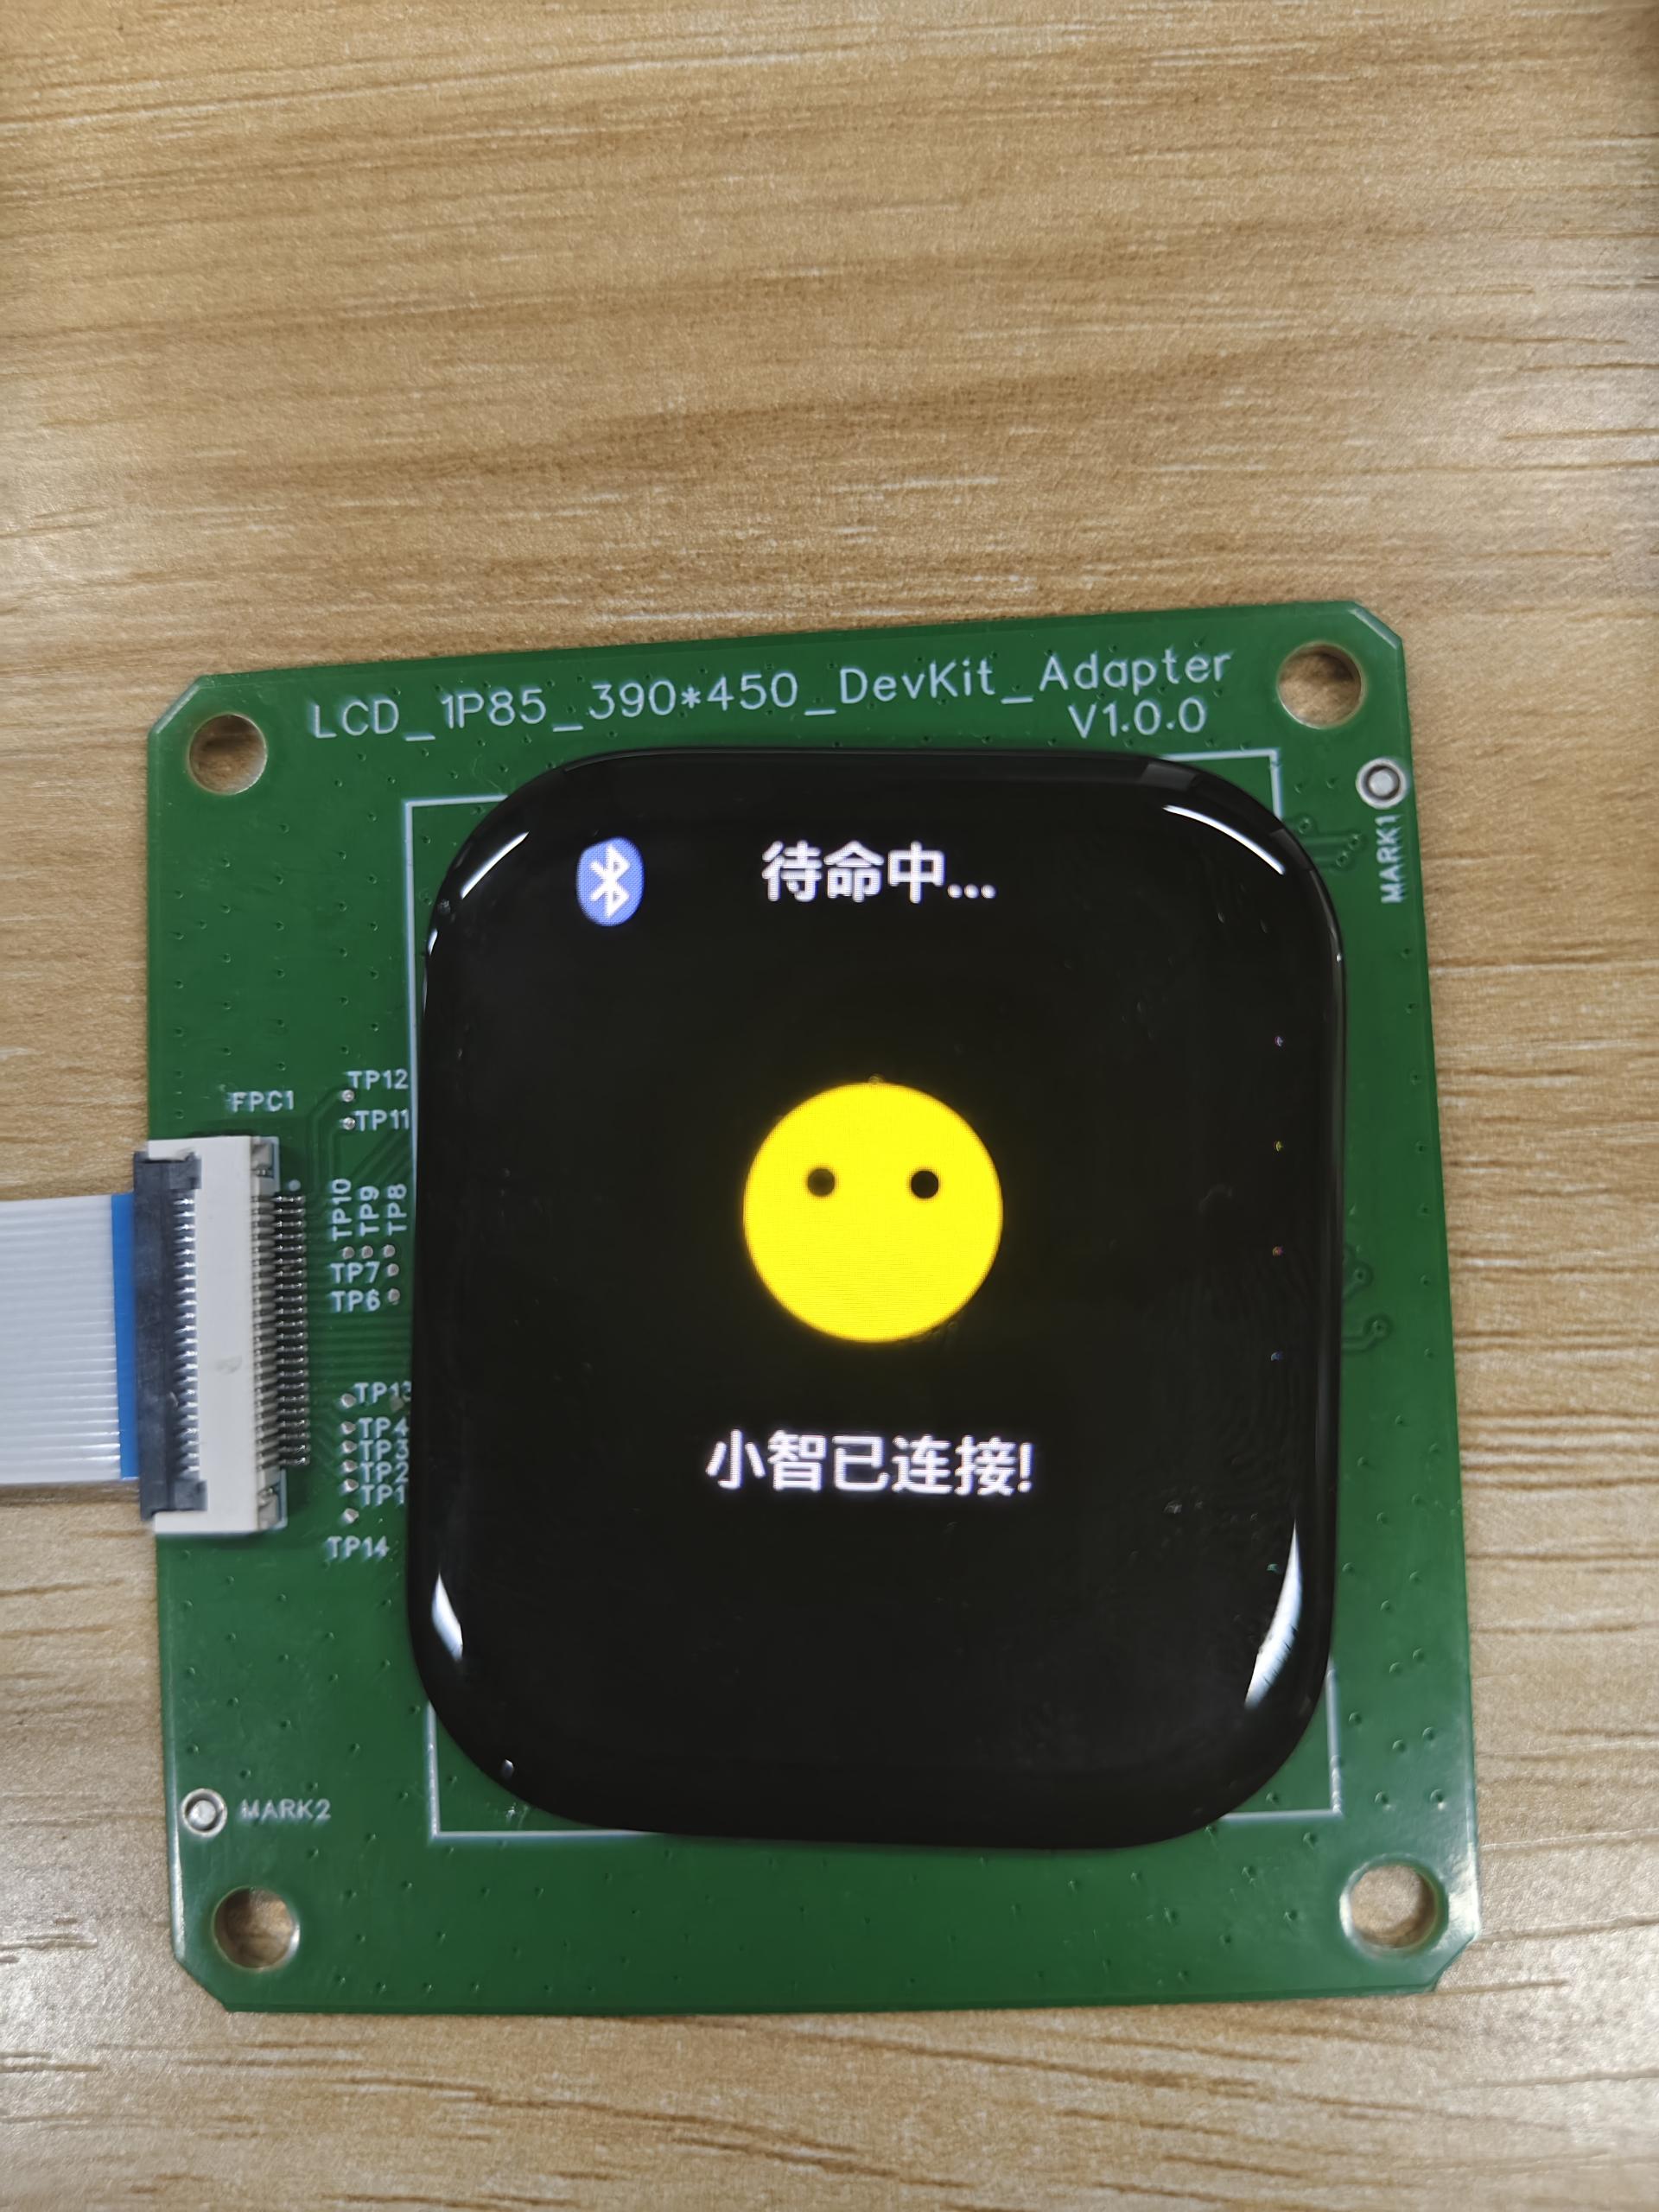 LCD_1P85_390*450_DevKit_Adapter
V1.0.0
MARK1
待命中...
TP12
FPC1
TP11
TP10
TP9
TP8
TP7
TP6
TP13
TP4
TP3
TP2
TP1
TP14
小智已连接!
MARK2